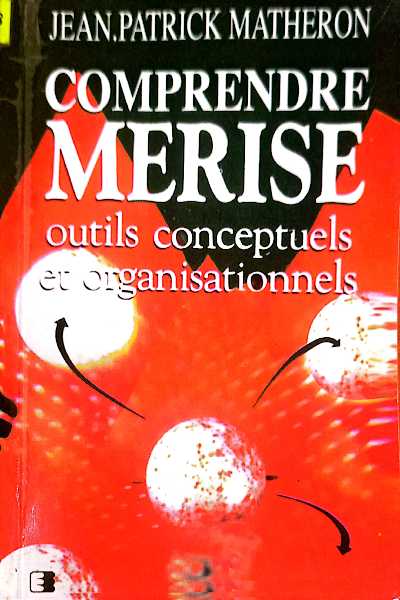 JEAN.PATRICK MATHERON
COMPRENDRE
MERISE
outils conceptuels
et organisationnels